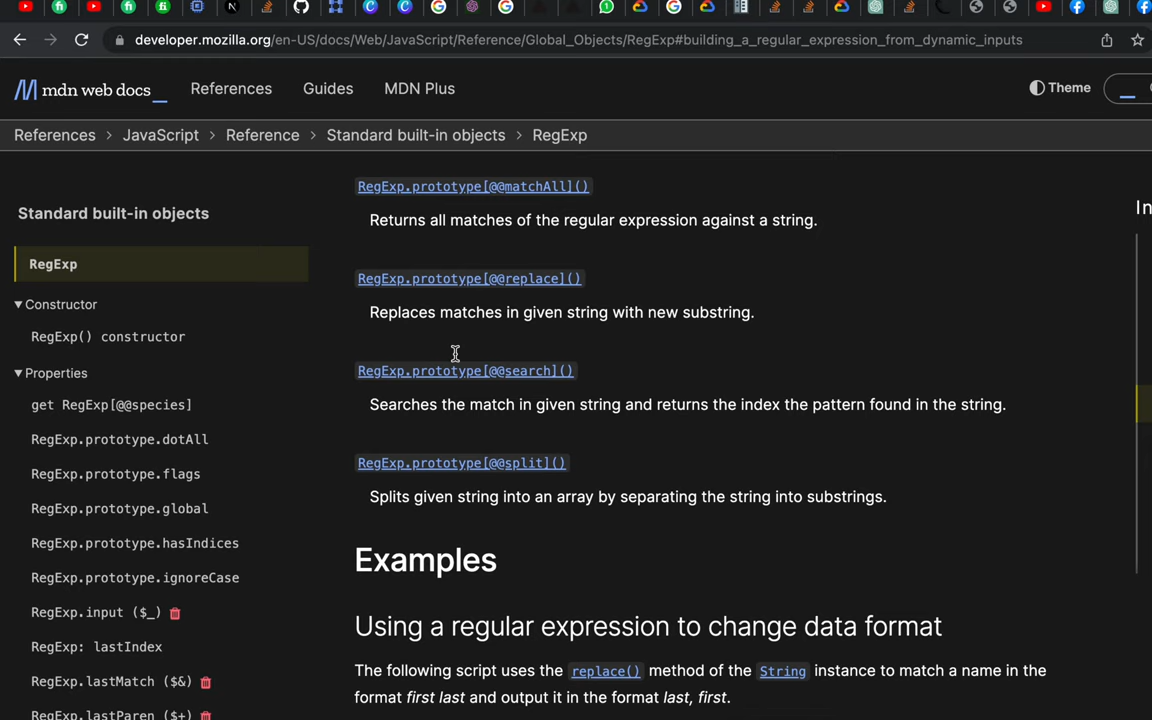 developer.mozilla.org/en-US/docs/Web/JavaScript/Reference/Global_Objects/RegExp#building_a_regular_expression_from_dynamic_inputs
mdn web docs_ References Guides MDN Plus Theme
References > JavaScript > Reference > Standard built-in objects > RegExp
Standard built-in objects
RegExp
Constructor
RegExp() constructor
Properties
get RegExp[@@species]
RegExp.prototype.dotAll
RegExp.prototype.flags
RegExp.prototype.global
RegExp.prototype.hasIndices
RegExp.prototype.ignoreCase
RegExp.input ($_)
RegExp: lastIndex
RegExp.lastMatch ($&)
RegExp.lastParen ($+)
RegExp.prototype[@@matchAll]()
Returns all matches of the regular expression against a string.
RegExp.prototype[@@replace]()
Replaces matches in given string with new substring.
RegExp.prototype[@@search]()
Searches the match in given string and returns the index the pattern found in the string.
RegExp.prototype[@@split]()
Splits given string into an array by separating the string into substrings.
Examples
Using a regular expression to change data format
The following script uses the replace() method of the String instance to match a name in the
format first last and output it in the format last, first.
In